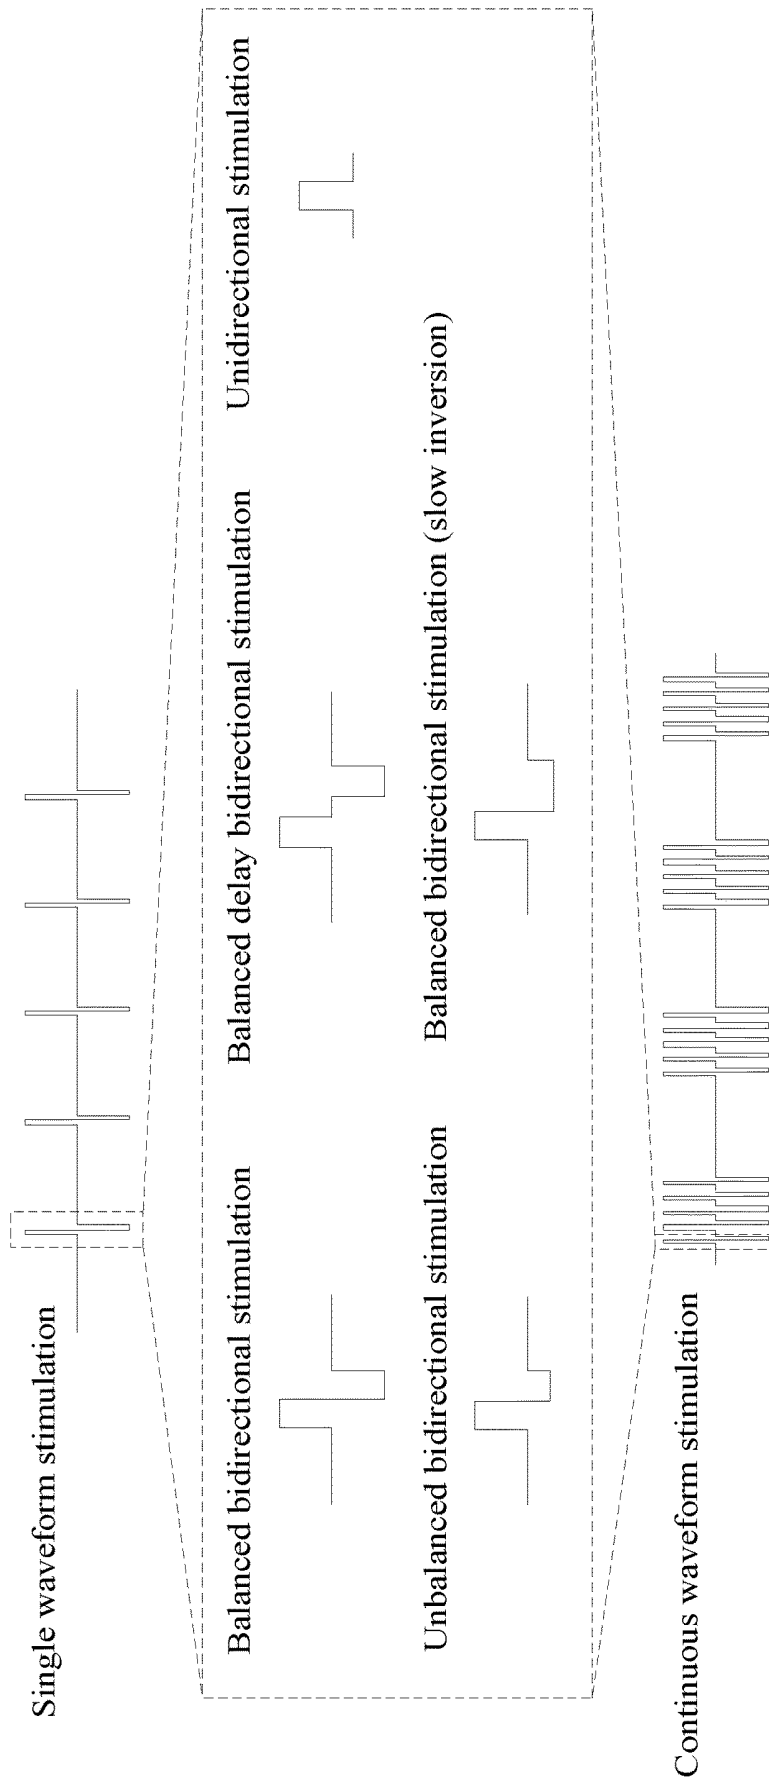 Single waveform stimulation
Balanced bidirectional stimulation
Balanced delay bidirectional stimulation
Unidirectional stimulation
Unbalanced bidirectional stimulation
Balanced bidirectional stimulation (slow inversion)
Continuous waveform stimulation